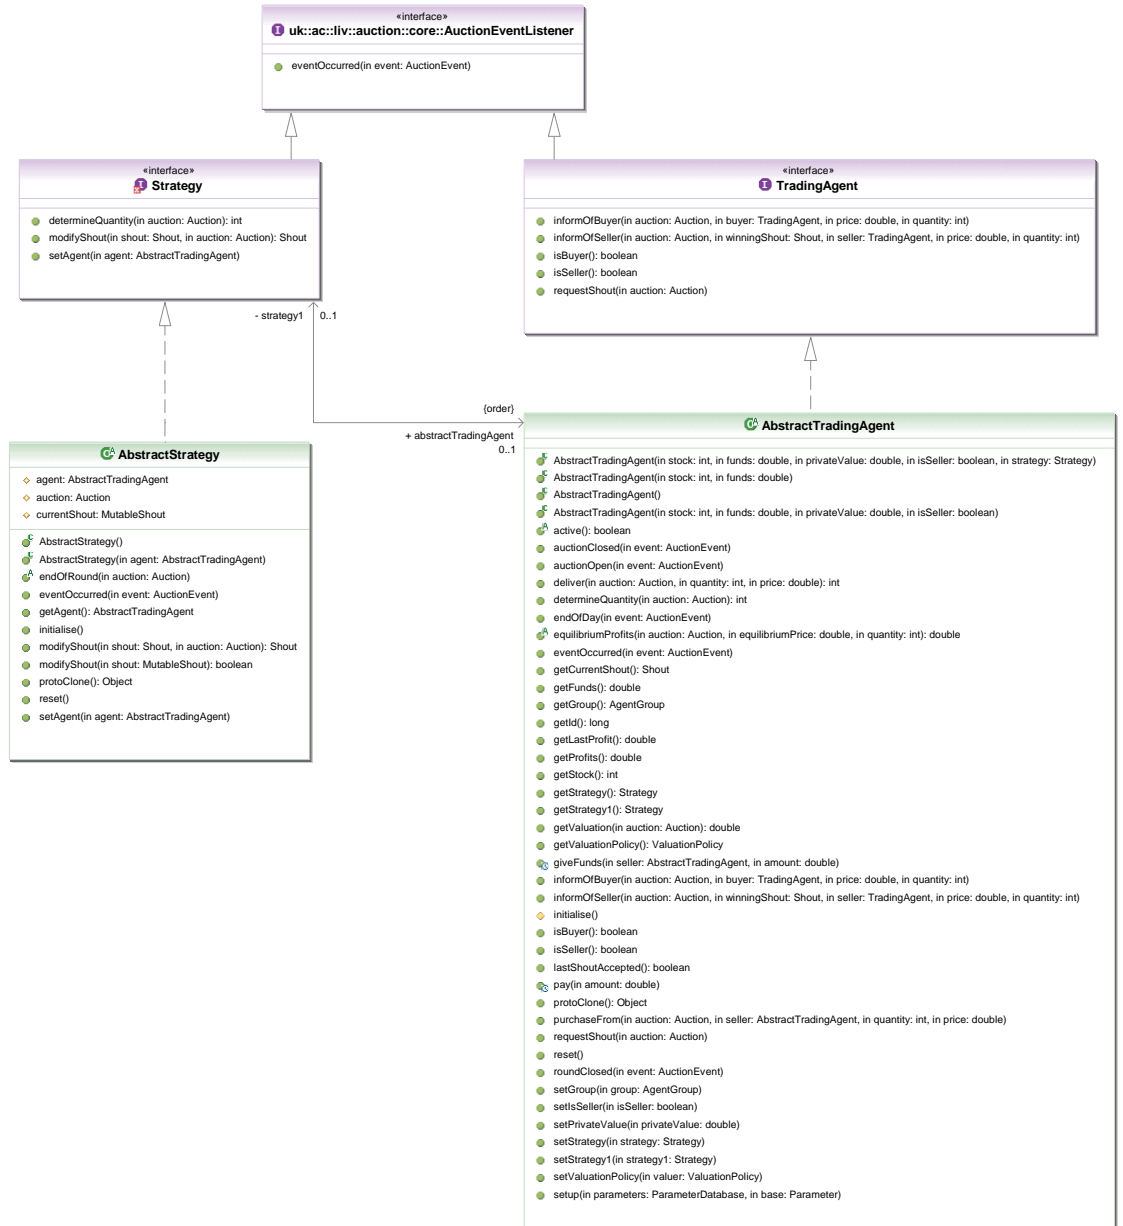 «interface»
uk::ac::liv::auction::core::AuctionEventListener
eventOccurred(in event: AuctionEvent)
«interface»
Strategy
determineQuantity(in auction: Auction): int
modifyShout(in shout: Shout, in auction: Auction): Shout
setAgent(in agent: AbstractTradingAgent)
«interface»
TradingAgent
informOfBuyer(in auction: Auction, in buyer: TradingAgent, in price: double, in quantity: int)
informOfSeller(in auction: Auction, in winningShout: Shout, in seller: TradingAgent, in price: double, in quantity: int)
isBuyer(): boolean
isSeller(): boolean
requestShout(in auction: Auction)
- strategy1
0..1
{order}
+ abstractTradingAgent
0..1
AbstractStrategy
agent: AbstractTradingAgent
auction: Auction
currentShout: MutableShout
AbstractStrategy()
AbstractStrategy(in agent: AbstractTradingAgent)
endOfRound(in auction: Auction)
eventOccurred(in event: AuctionEvent)
getAgent(): AbstractTradingAgent
initialise()
modifyShout(in shout: Shout, in auction: Auction): Shout
modifyShout(in shout: MutableShout): boolean
protoClone(): Object
reset()
setAgent(in agent: AbstractTradingAgent)
AbstractTradingAgent
AbstractTradingAgent(in stock: int, in funds: double, in privateValue: double, in isSeller: boolean, in strategy: Strategy)
AbstractTradingAgent(in stock: int, in funds: double)
AbstractTradingAgent()
AbstractTradingAgent(in stock: int, in funds: double, in privateValue: double, in isSeller: boolean)
active(): boolean
auctionClosed(in event: AuctionEvent)
auctionOpen(in event: AuctionEvent)
deliver(in auction: Auction, in quantity: int, in price: double): int
determineQuantity(in auction: Auction): int
endOfDay(in event: AuctionEvent)
equilibriumProfits(in auction: Auction, in equilibriumPrice: double, in quantity: int): double
eventOccurred(in event: AuctionEvent)
getCurrentShout(): Shout
getFunds(): double
getGroup(): AgentGroup
getId(): long
getLastProfit(): double
getProfits(): double
getStock(): int
getStrategy(): Strategy
getStrategy1(): Strategy
getValuation(in auction: Auction): double
getValuationPolicy(): ValuationPolicy
giveFunds(in seller: AbstractTradingAgent, in amount: double)
informOfBuyer(in auction: Auction, in buyer: TradingAgent, in price: double, in quantity: int)
informOfSeller(in auction: Auction, in winningShout: Shout, in seller: TradingAgent, in price: double, in quantity: int)
initialise()
isBuyer(): boolean
isSeller(): boolean
lastShoutAccepted(): boolean
pay(in amount: double)
protoClone(): Object
purchaseFrom(in auction: Auction, in seller: AbstractTradingAgent, in quantity: int, in price: double)
requestShout(in auction: Auction)
reset()
roundClosed(in event: AuctionEvent)
setGroup(in group: AgentGroup)
setIsSeller(in isSeller: boolean)
setPrivateValue(in privateValue: double)
setStrategy(in strategy: Strategy)
setStrategy1(in strategy1: Strategy)
setValuationPolicy(in valuer: ValuationPolicy)
setup(in parameters: ParameterDatabase, in base: Parameter)